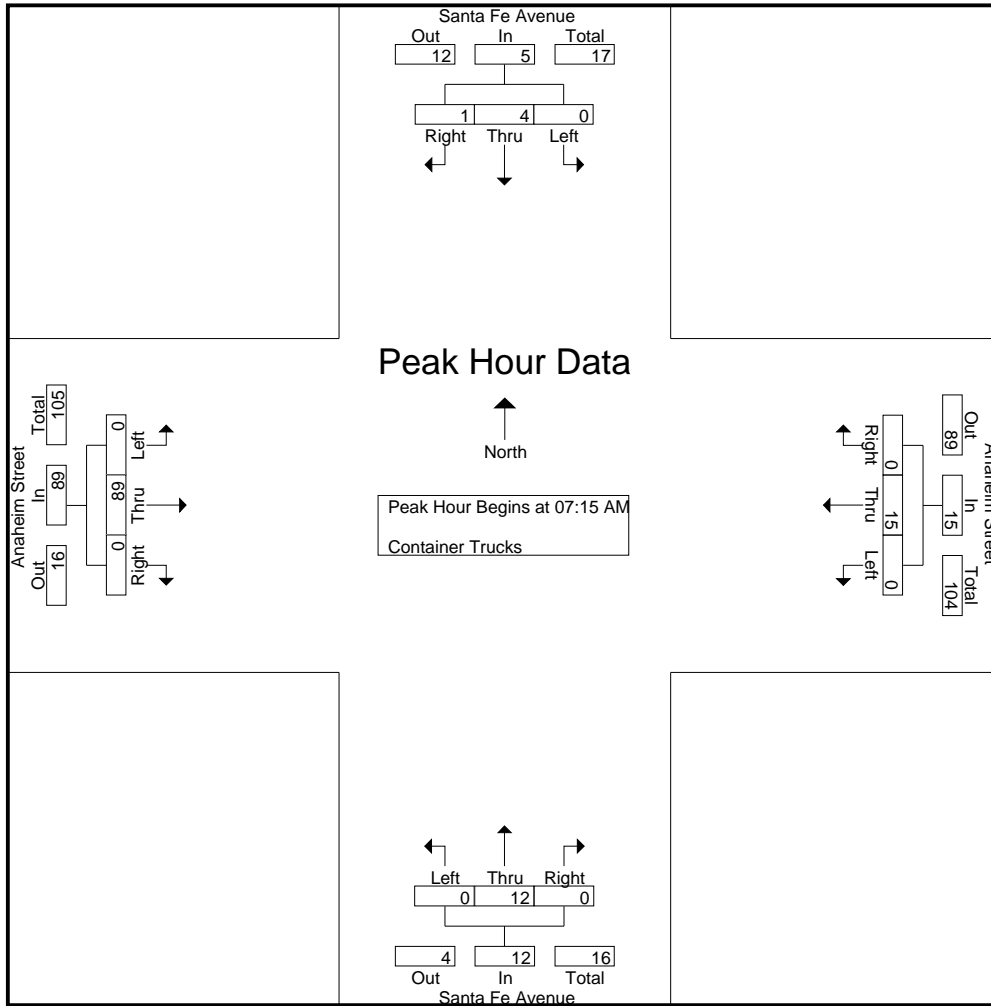 Santa Fe Avenue
Out In Total
12 5 17
1 4 0
Right Thru Left
Peak Hour Data
North
Peak Hour Begins at 07:15 AM
Container Trucks
Anaheim Street
Out In Total
16 89 105
0 89 0
Right Thru Left
Anaheim Street
Out In Total
89 15 104
Right Thru Left
0 15 0
Left Thru Right
0 12 0
4 12 16
Out In Total
Santa Fe Avenue